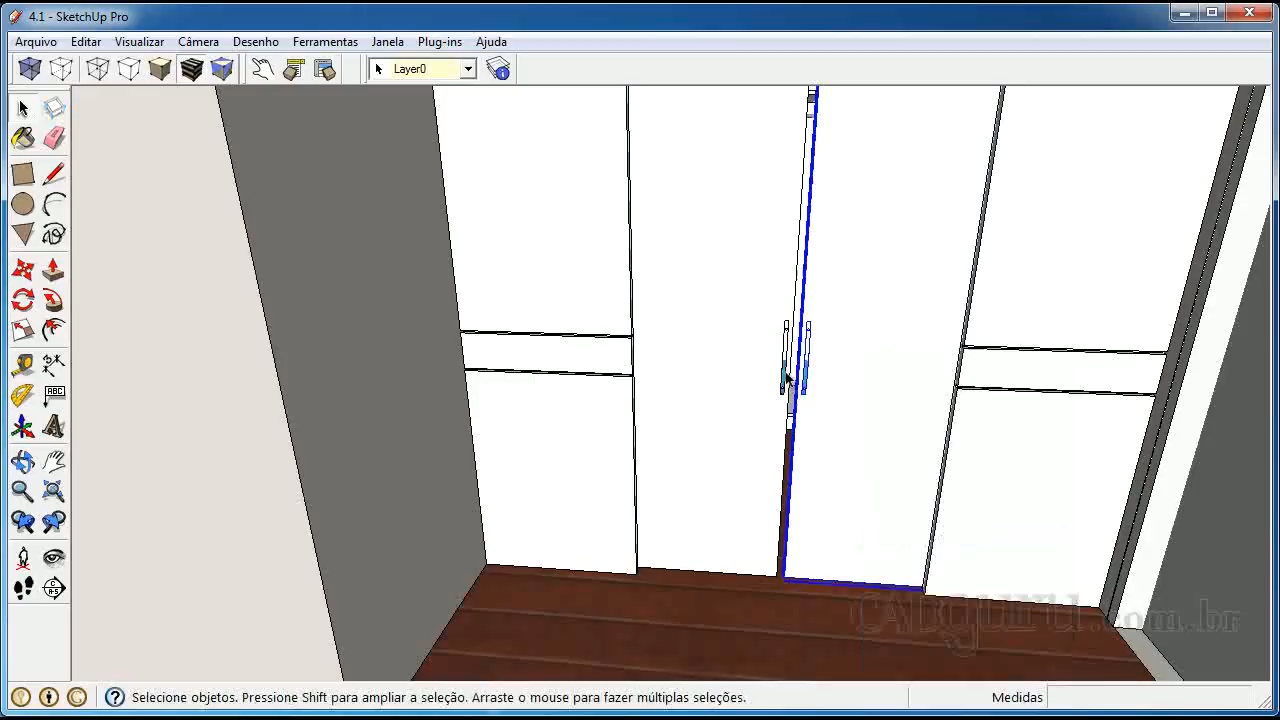 4.1 - SketchUp Pro
Arquivo Editar Visualizar Câmera Desenho Ferramentas Janela Plug-ins Ajuda
Layer0
ABC
CADguru.com.br
Selecione objetos. Pressione Shift para ampliar a seleção. Arraste o mouse para fazer múltiplas seleções.
Medidas